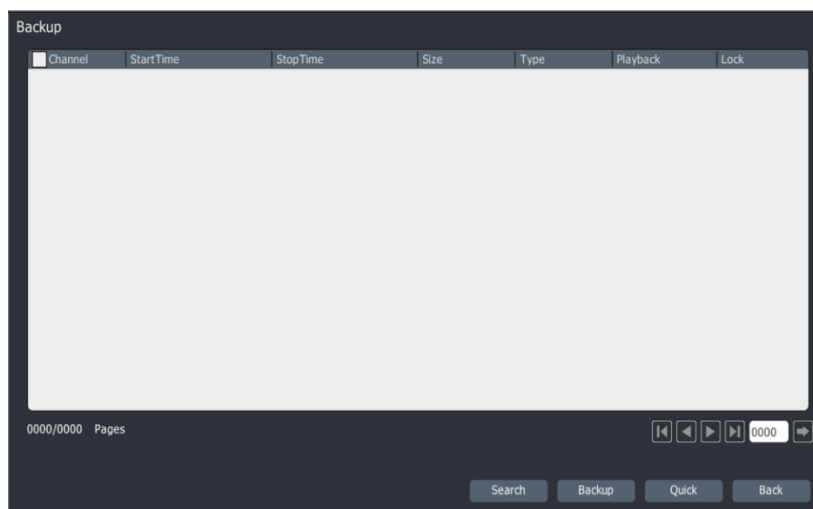 Backup
Channel StartTime StopTime Size Type Playback Lock
0000/0000 Pages 0000
Search Backup Quick Back